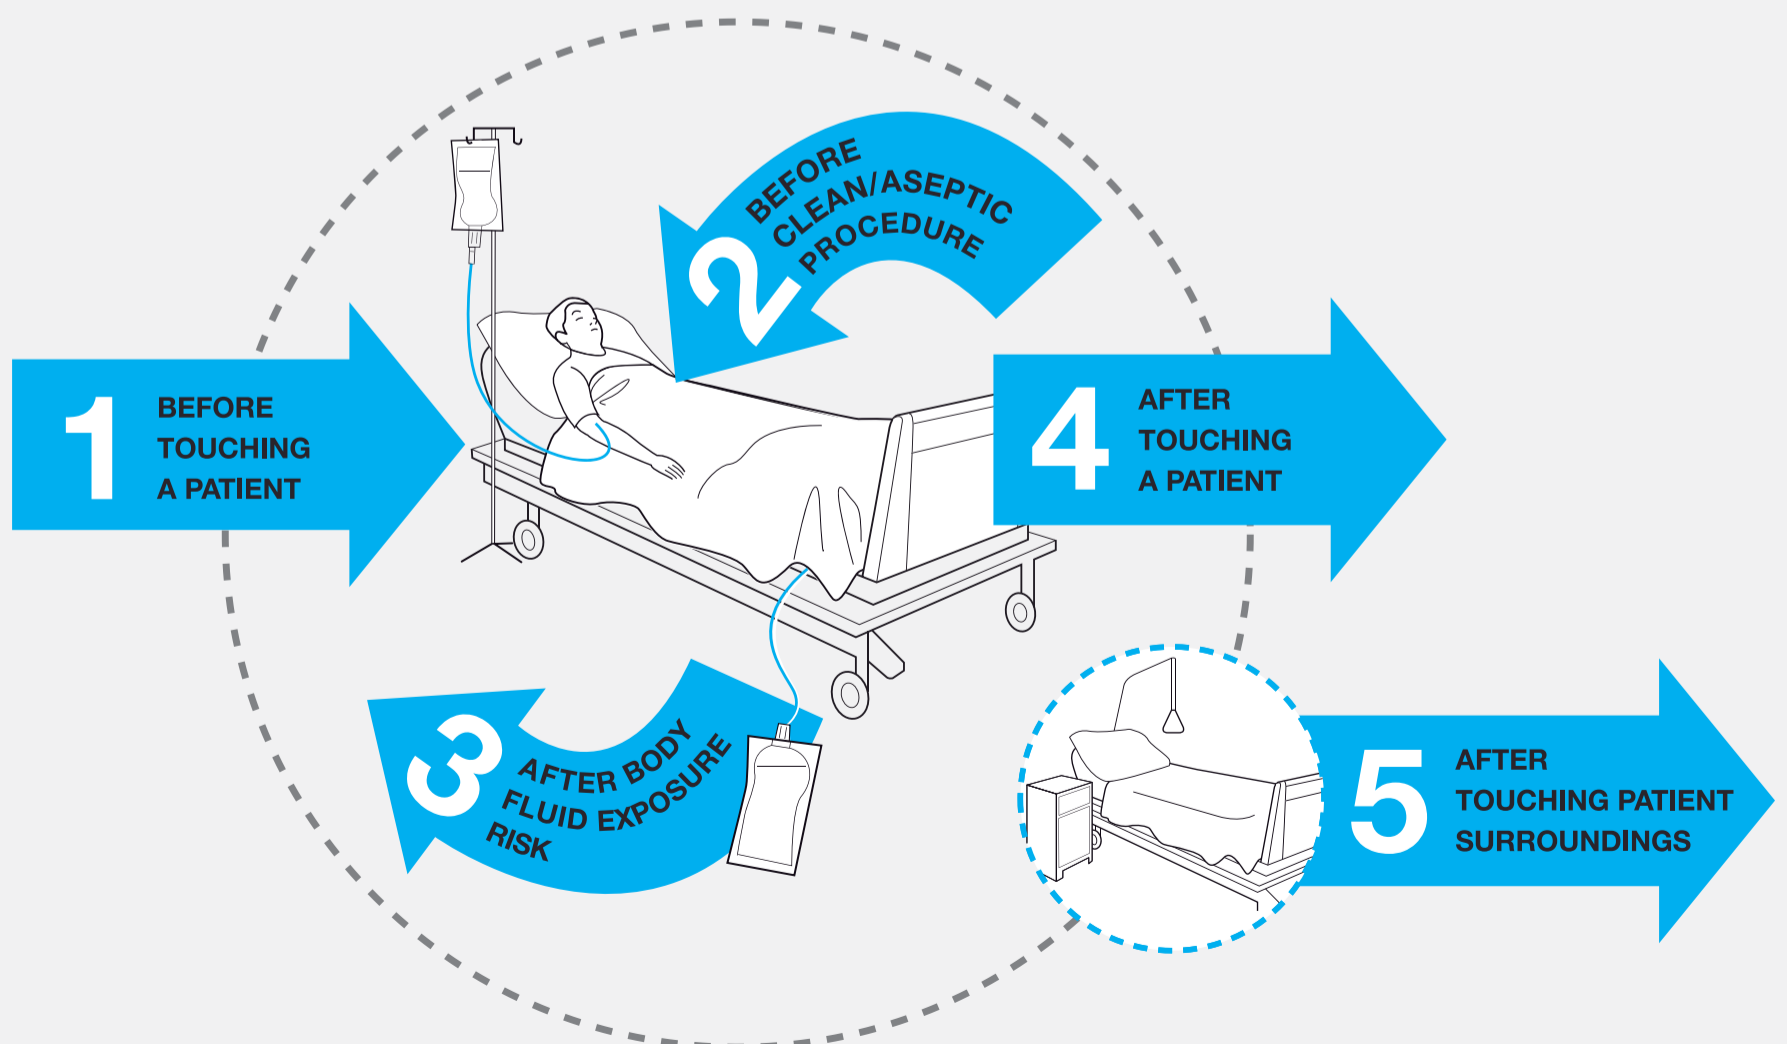 1
BEFORE
TOUCHING
A PATIENT
2
BEFORE
CLEAN/ASEPTIC
PROCEDURE
3
AFTER BODY
FLUID EXPOSURE
RISK
4
AFTER
TOUCHING
A PATIENT
5
AFTER
TOUCHING PATIENT
SURROUNDINGS